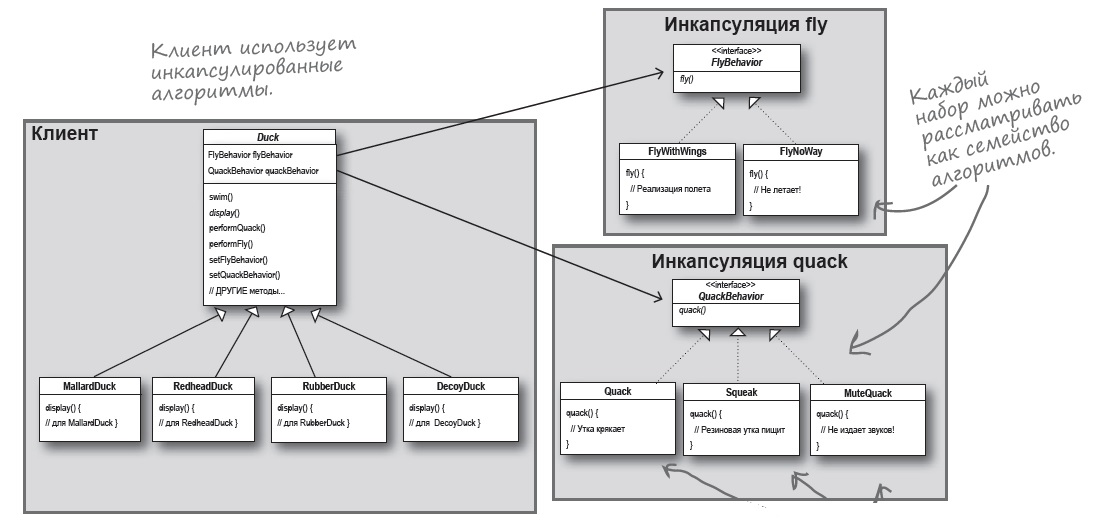 Клиент использует
инкапсулированные
алгоритмы.
Клиент
Duck
FlyBehavior flyBehavior
QuackBehavior quackBehavior
swim()
display()
performQuack()
performFly()
setFlyBehavior()
setQuackBehavior()
// ДРУГИЕ методы...
MallardDuck
display() {
// для MallardDuck }
RedheadDuck
display() {
// для RedheadDuck }
RubberDuck
display() {
// для RubberDuck }
DecoyDuck
display() {
// для DecoyDuck }
Инкапсуляция fly
<<interface>>
FlyBehavior
fly()
FlyWithWings
fly() {
// Реализация полета
}
FlyNoWay
fly() {
// Не летает!
}
Каждый
набор можно
рассматривать
как семейство
алгоритмов.
Инкапсуляция quack
<<interface>>
QuackBehavior
quack()
Quack
quack() {
// Утка крякает
}
Squeak
quack() {
// Резиновая утка пищит
}
MuteQuack
quack() {
// Не издает звуков!
}